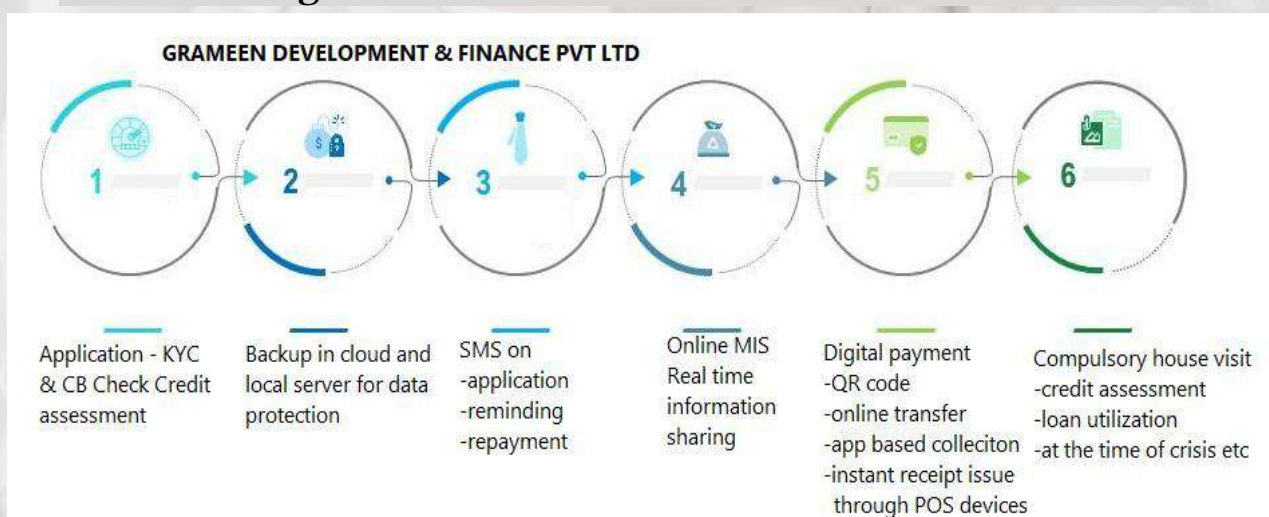 GRAMEEN DEVELOPMENT & FINANCE PVT LTD
1
2
3
4
5
6
Application - KYC
& CB Check Credit
assessment
Backup in cloud and
local server for data
protection
SMS on
-application
-reminding
-repayment
Online MIS
Real time
information
sharing
Digital payment
-QR code
-online transfer
-app based colleciton
-instant receipt issue
through POS devices
Compulsory house visit
-credit assessment
-loan utilization
-at the time of crisis etc